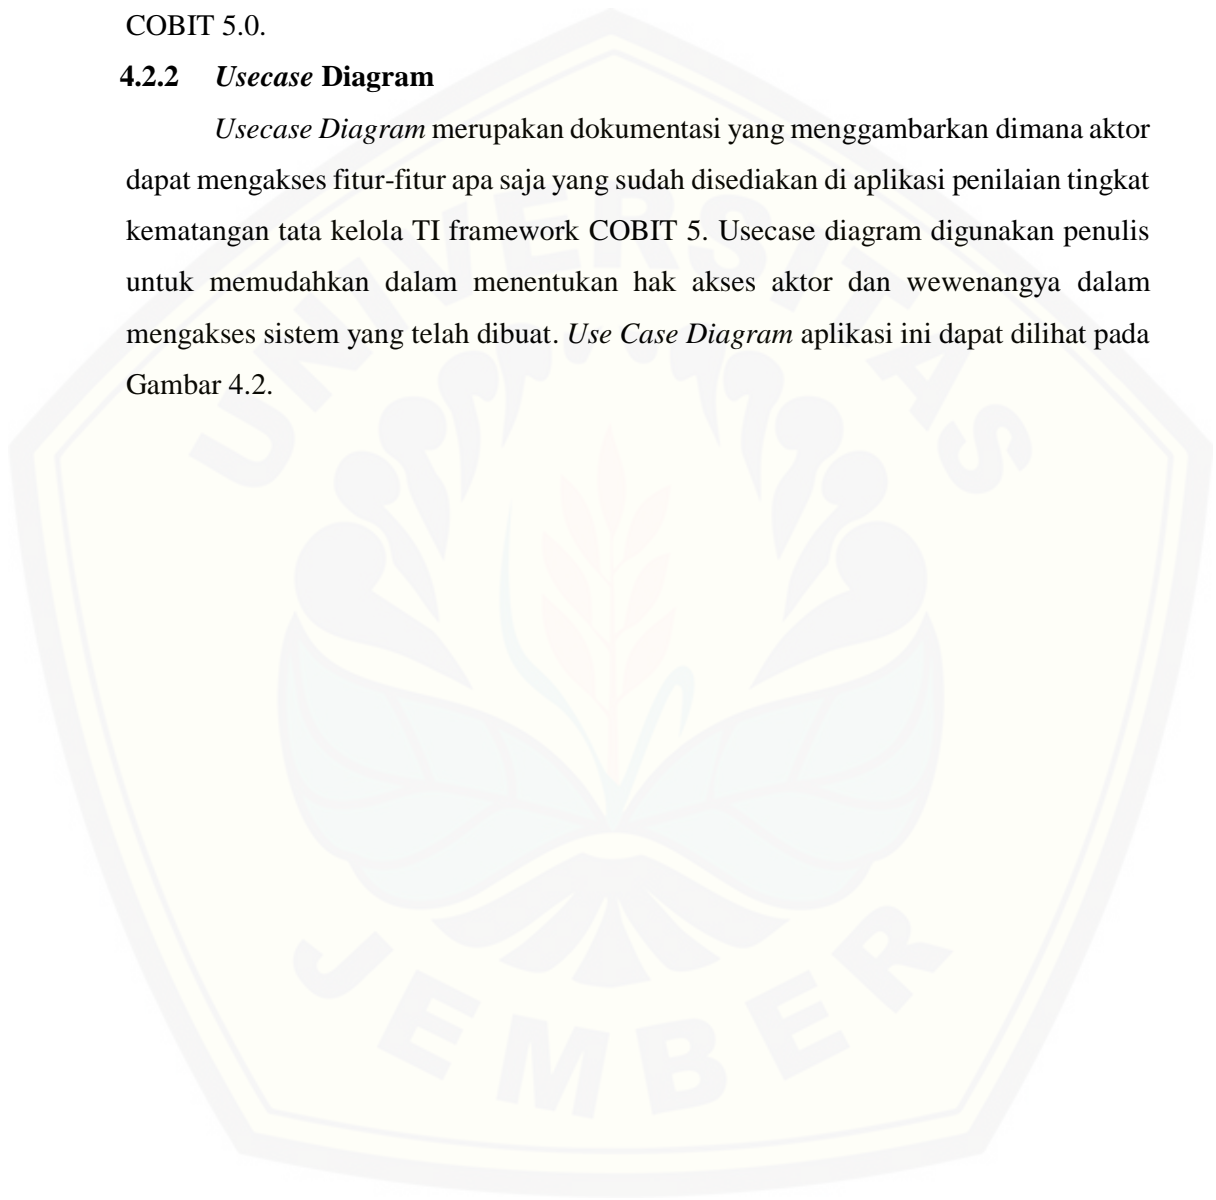 COBIT 5.0.
4.2.2 Usecase Diagram
Usecase Diagram merupakan dokumentasi yang menggambarkan dimana aktor
dapat mengakses fitur-fitur apa saja yang sudah disediakan di aplikasi penilaian tingkat
kematangan tata kelola TI framework COBIT 5. Usecase diagram digunakan penulis
untuk memudahkan dalam menentukan hak akses aktor dan wewenangya dalam
mengakses sistem yang telah dibuat. Use Case Diagram aplikasi ini dapat dilihat pada
Gambar 4.2.
UNIVERSITAS
JEMBER